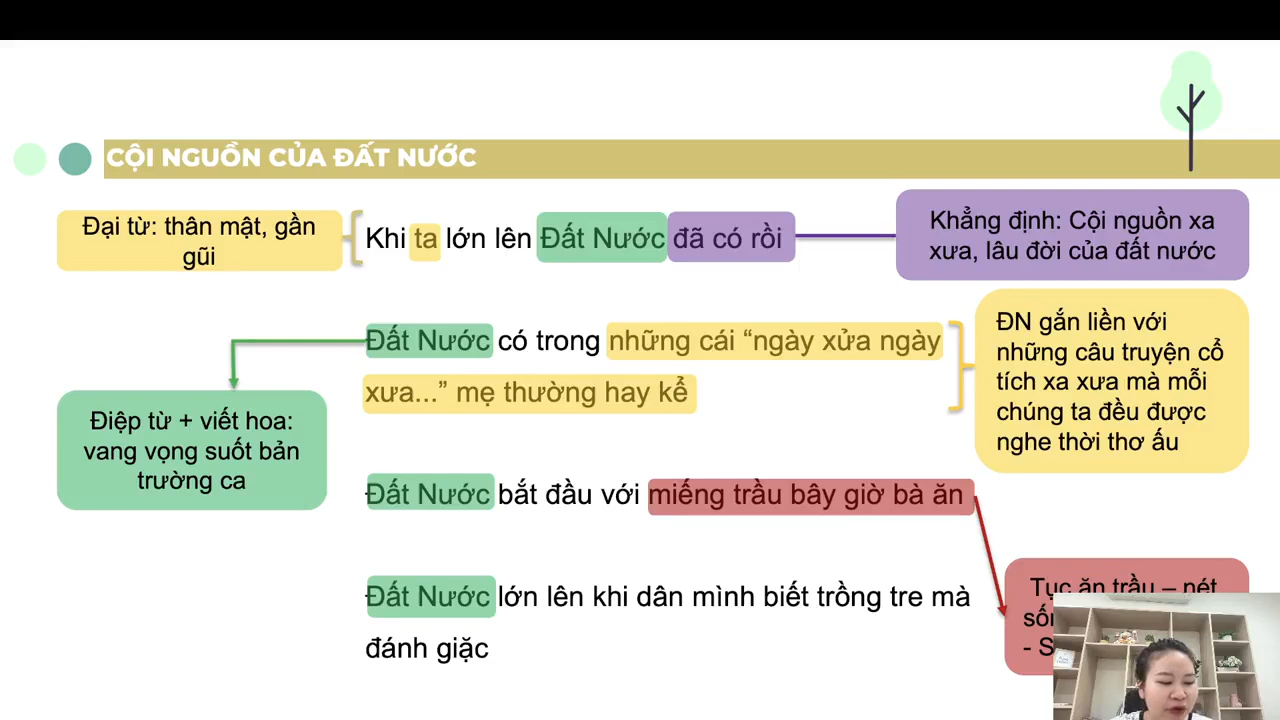 CỘI NGUỒN CỦA ĐẤT NƯỚC
Đại từ: thân mật, gần
gũi
Khi ta lớn lên Đất Nước đã có rồi
Khẳng định: Cội nguồn xa
xưa, lâu đời của đất nước
Đất Nước có trong những cái “ngày xửa ngày
xưa...” mẹ thường hay kể
ĐN gắn liền với
những câu truyện cổ
tích xa xưa mà mỗi
chúng ta đều được
nghe thời thơ ấu
Điệp từ + viết hoa:
vang vọng suốt bản
trường ca
Đất Nước bắt đầu với miếng trầu bây giờ bà ăn
Đất Nước lớn lên khi dân mình biết trồng tre mà
đánh giặc
Tục ăn trầu – nét